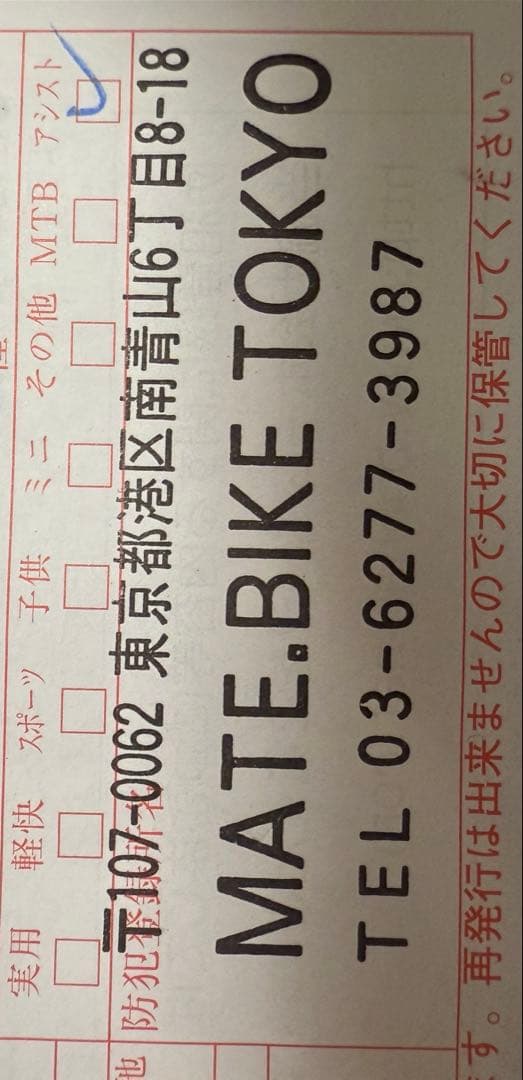 実用 軽快 スポーツ 子供 ミニ その他 MTB アシスト
防犯登録所名
〒107-0062 東京都港区南青山6丁目8-18
MATE.BIKE TOKYO
TEL 03-6277-3987
す。再発行は出来ませんので大切に保管してください。